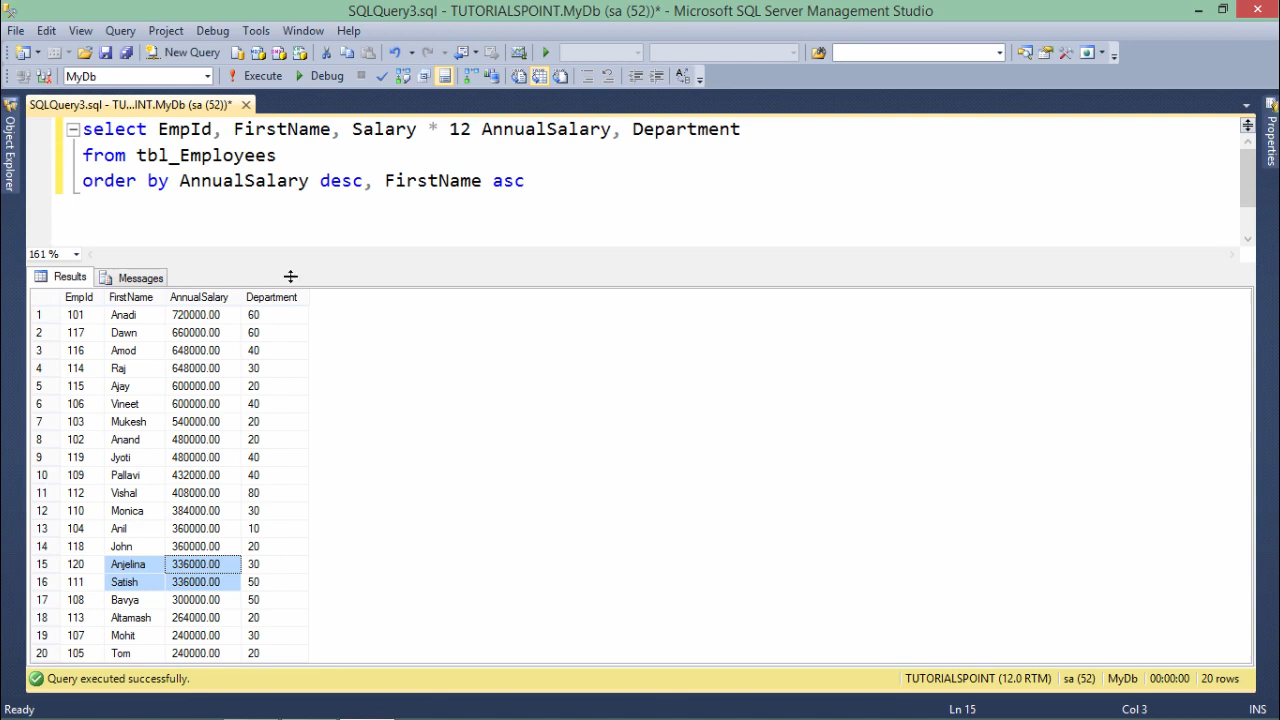 SQLQuery3.sql - TUTORIALSPOINT.MyDb (sa (52))* - Microsoft SQL Server Management Studio
File Edit View Query Project Debug Tools Window Help
New Query
MyDb Execute Debug
SQLQuery3.sql - TU...INT.MyDb (sa (52))*
Object Explorer
Properties
select EmpId, FirstName, Salary * 12 AnnualSalary, Department
from tbl_Employees
order by AnnualSalary desc, FirstName asc
161 %
Results Messages
EmpId FirstName AnnualSalary Department
1 101 Anadi 720000.00 60
2 117 Dawn 660000.00 60
3 116 Amod 648000.00 40
4 114 Raj 648000.00 30
5 115 Ajay 600000.00 20
6 106 Vineet 600000.00 40
7 103 Mukesh 540000.00 20
8 102 Anand 480000.00 20
9 119 Jyoti 480000.00 40
10 109 Pallavi 432000.00 40
11 112 Vishal 408000.00 80
12 110 Monica 384000.00 30
13 104 Anil 360000.00 10
14 118 John 360000.00 20
15 120 Anjelina 336000.00 30
16 111 Satish 336000.00 50
17 108 Bavya 300000.00 50
18 113 Altamash 264000.00 20
19 107 Mohit 240000.00 30
20 105 Tom 240000.00 20
Query executed successfully. TUTORIALSPOINT (12.0 RTM) sa (52) MyDb 00:00:00 20 rows
Ready Ln 15 Col 3 INS